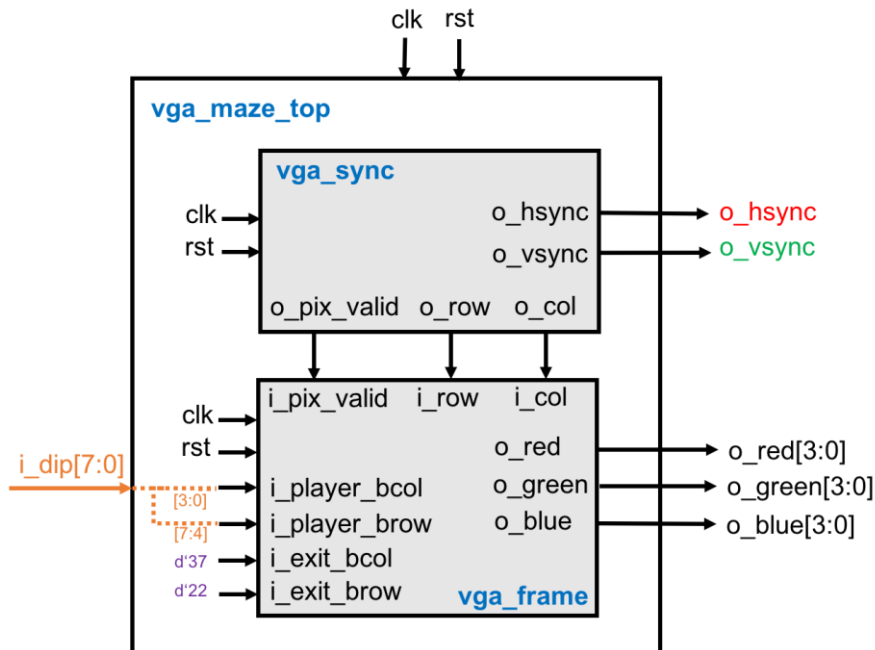 clk rst
vga_maze_top
vga_sync
clk
rst
o_hsync
o_vsync
o_hsync
o_vsync
o_pix_valid o_row o_col
i_pix_valid i_row i_col
clk
rst
i_dip[7:0]
[3:0]
[7:4]
d'37
d'22
i_player_bcol
i_player_brow
i_exit_bcol
i_exit_brow
o_red
o_green
o_blue
vga_frame
o_red[3:0]
o_green[3:0]
o_blue[3:0]